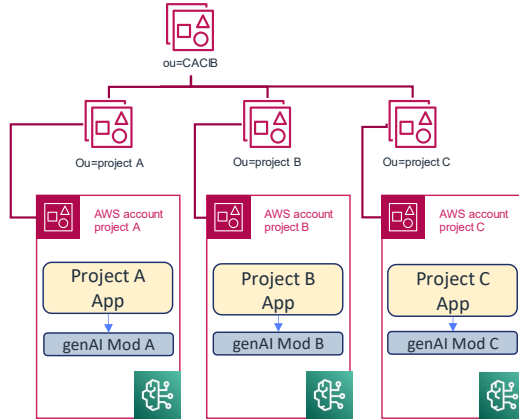 ou=CACIB
Ou=project A
Ou=project B
Ou=project C
AWS account
project A
AWS account
project B
AWS account
project C
Project A
App
Project B
App
Project C
App
genAI Mod A
genAI Mod B
genAI Mod C